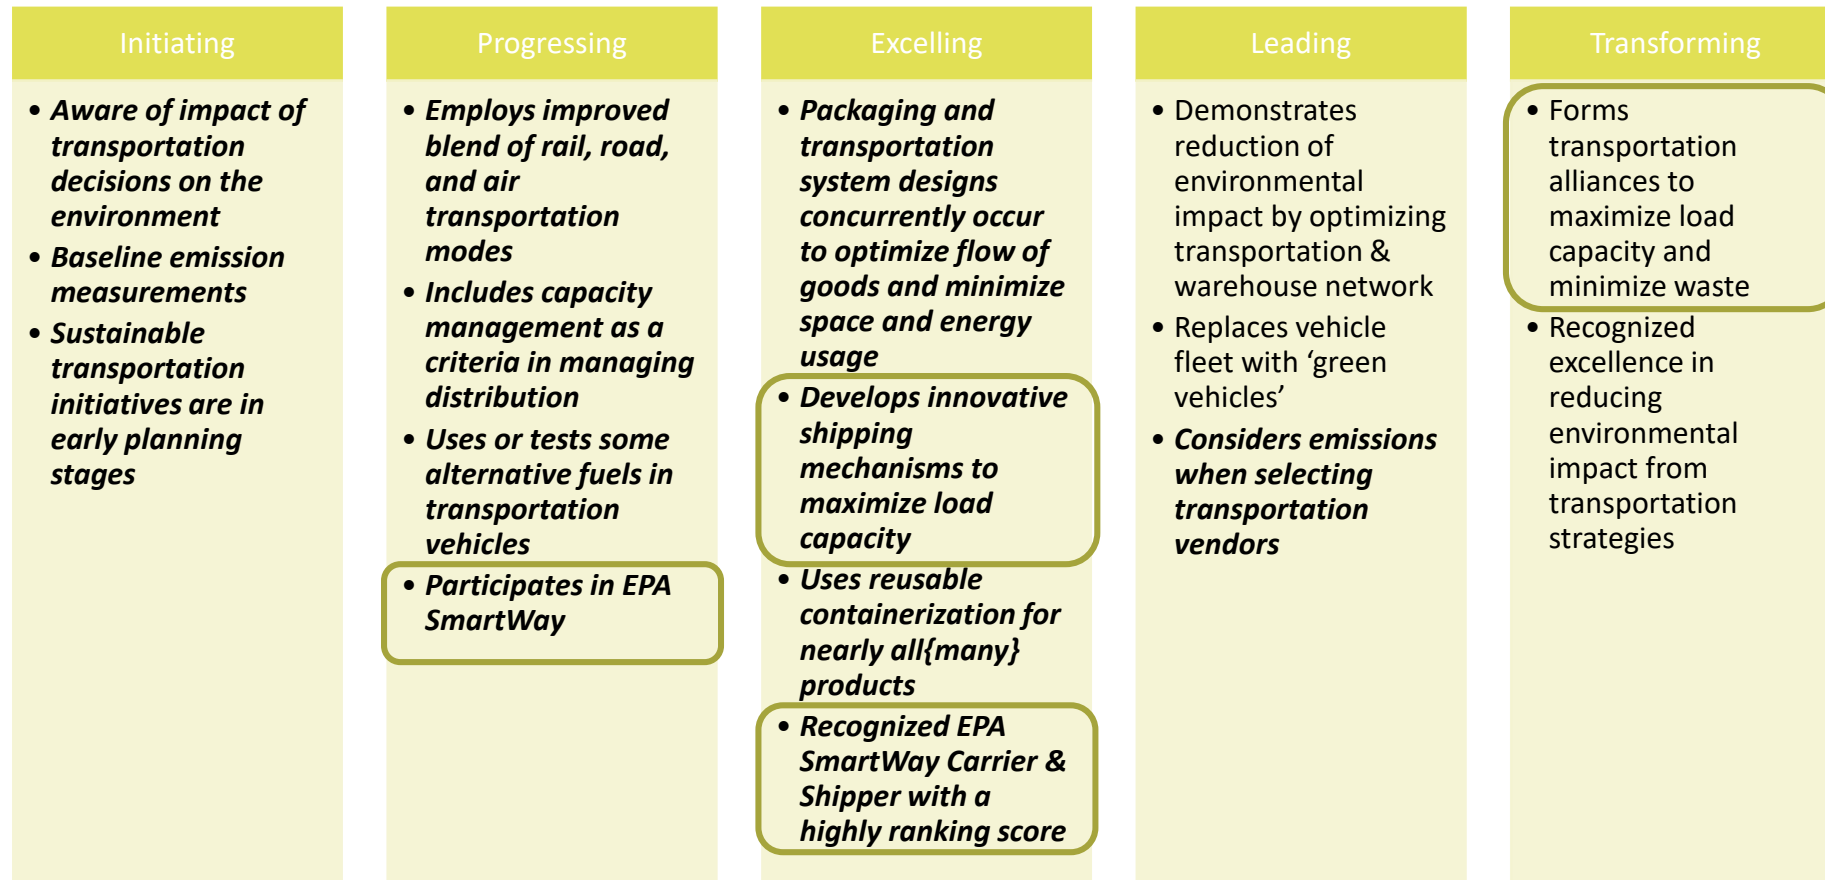 Initiating
• Aware of impact of
transportation
decisions on the
environment
• Baseline emission
measurements
• Sustainable
transportation
initiatives are in
early planning
stages
Progressing
• Employs improved
blend of rail, road,
and air
transportation
modes
• Includes capacity
management as a
criteria in managing
distribution
• Uses or tests some
alternative fuels in
transportation
vehicles
• Participates in EPA
SmartWay
Excelling
• Packaging and
transportation
system designs
concurrently occur
to optimize flow of
goods and minimize
space and energy
usage
• Develops innovative
shipping
mechanisms to
maximize load
capacity
• Uses reusable
containerization for
nearly all{many}
products
• Recognized EPA
SmartWay Carrier &
Shipper with a
highly ranking score
Leading
• Demonstrates
reduction of
environmental
impact by optimizing
transportation &
warehouse network
• Replaces vehicle
fleet with ‘green
vehicles’
• Considers emissions
when selecting
transportation
vendors
Transforming
• Forms
transportation
alliances to
maximize load
capacity and
minimize waste
• Recognized
excellence in
reducing
environmental
impact from
transportation
strategies